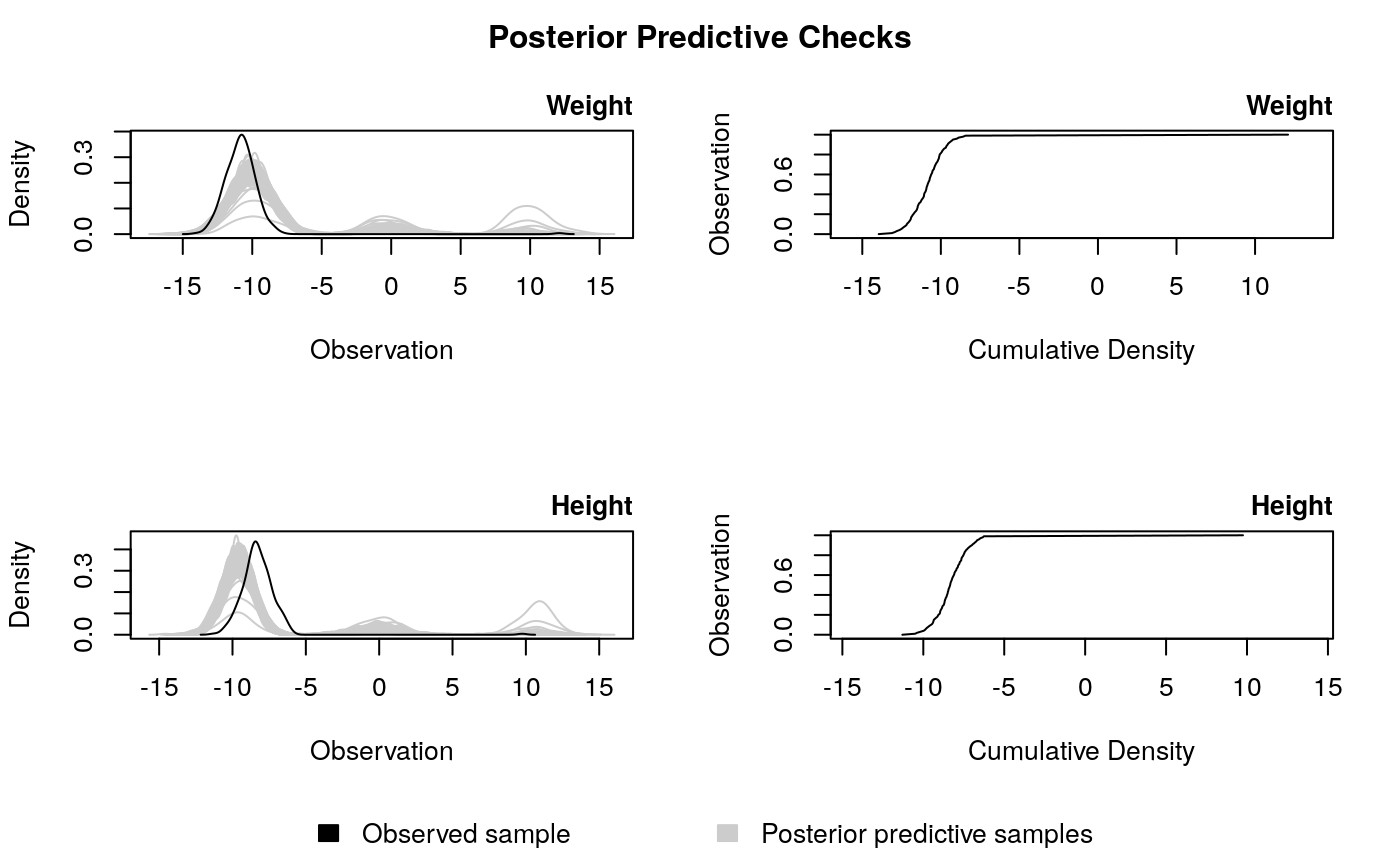 Posterior Predictive Checks
Weight
Density
0.0 0.3
-15 -10 -5 0 5 10 15
Observation
Weight
Observation
0.0 0.6
-15 -10 -5 0 5 10
Cumulative Density
Height
Density
0.0 0.3
-15 -10 -5 0 5 10 15
Observation
Height
Observation
0.0 0.6
-15 -10 -5 0 5 10 15
Cumulative Density
Observed sample
Posterior predictive samples